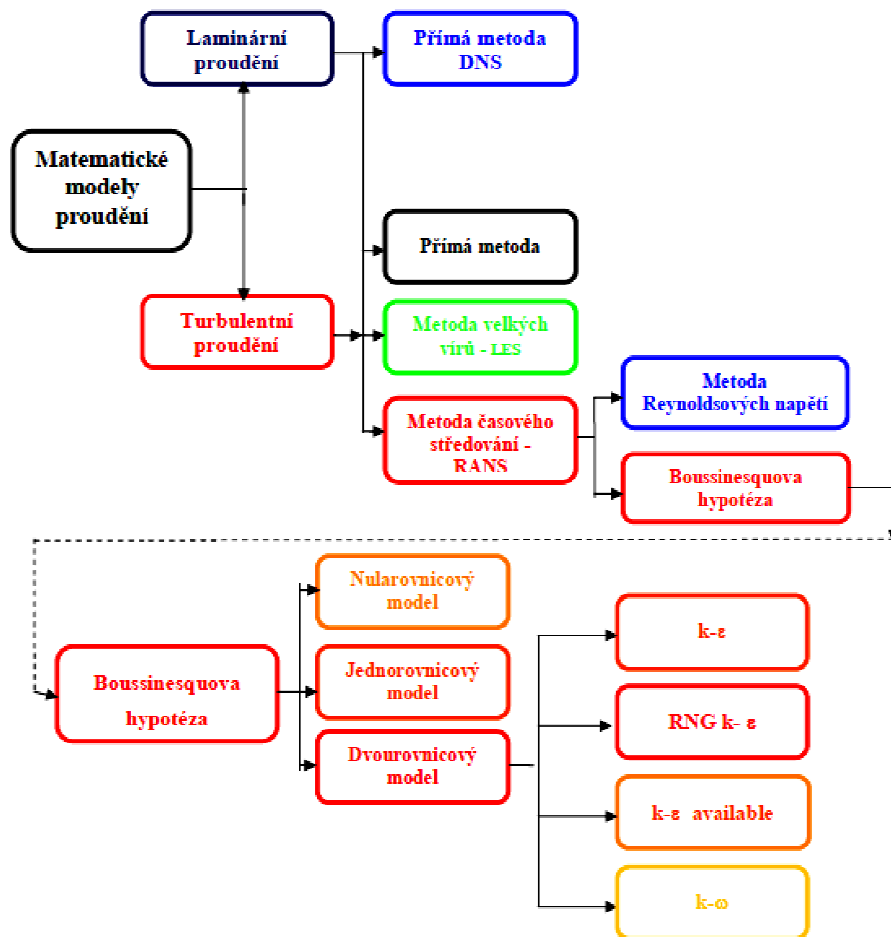 Laminární
proudění
Přímá metoda
DNS
Matematické
modely
proudění
Přímá metoda
Turbulentní
proudění
Metoda velkých
vírů - LES
Metoda časového
středování -
RANS
Metoda
Reynoldsových napětí
Boussinesquova
hypotéza
Boussinesquova
hypotéza
Nularovnicový
model
Jednorovnicový
model
Dvourovnicový
model
k-ε
RNG k- ε
k-ε available
k-ω